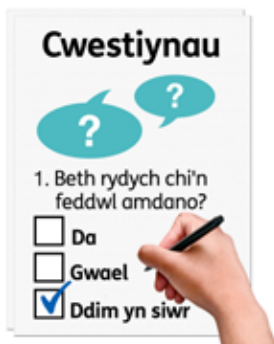 Cwestiynau
?
?
1. Beth rydych chi'n
feddwl amdano?
Da
Gwael
Ddim yn siwr